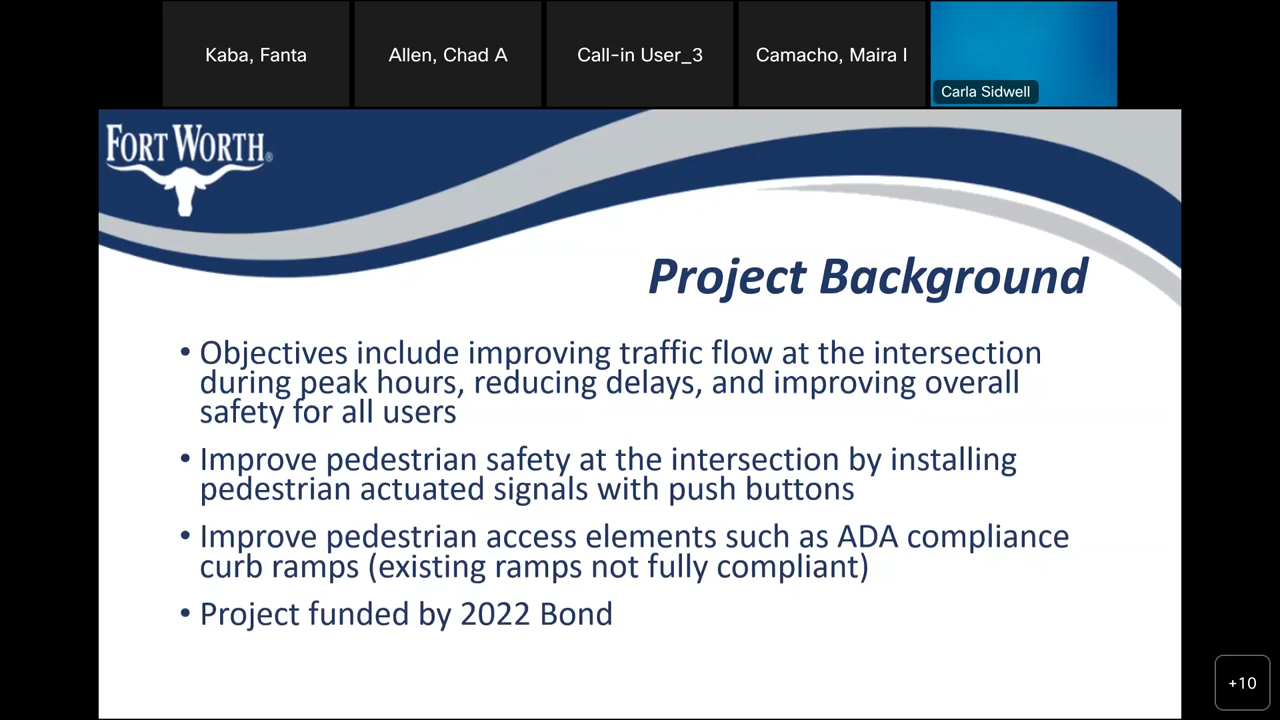 Kaba, Fanta
Allen, Chad A
Call-in User_3
Camacho, Maira I
Carla Sidwell
FORT WORTH®
Project Background
• Objectives include improving traffic flow at the intersection
during peak hours, reducing delays, and improving overall
safety for all users
• Improve pedestrian safety at the intersection by installing
pedestrian actuated signals with push buttons
• Improve pedestrian access elements such as ADA compliance
curb ramps (existing ramps not fully compliant)
• Project funded by 2022 Bond
+10